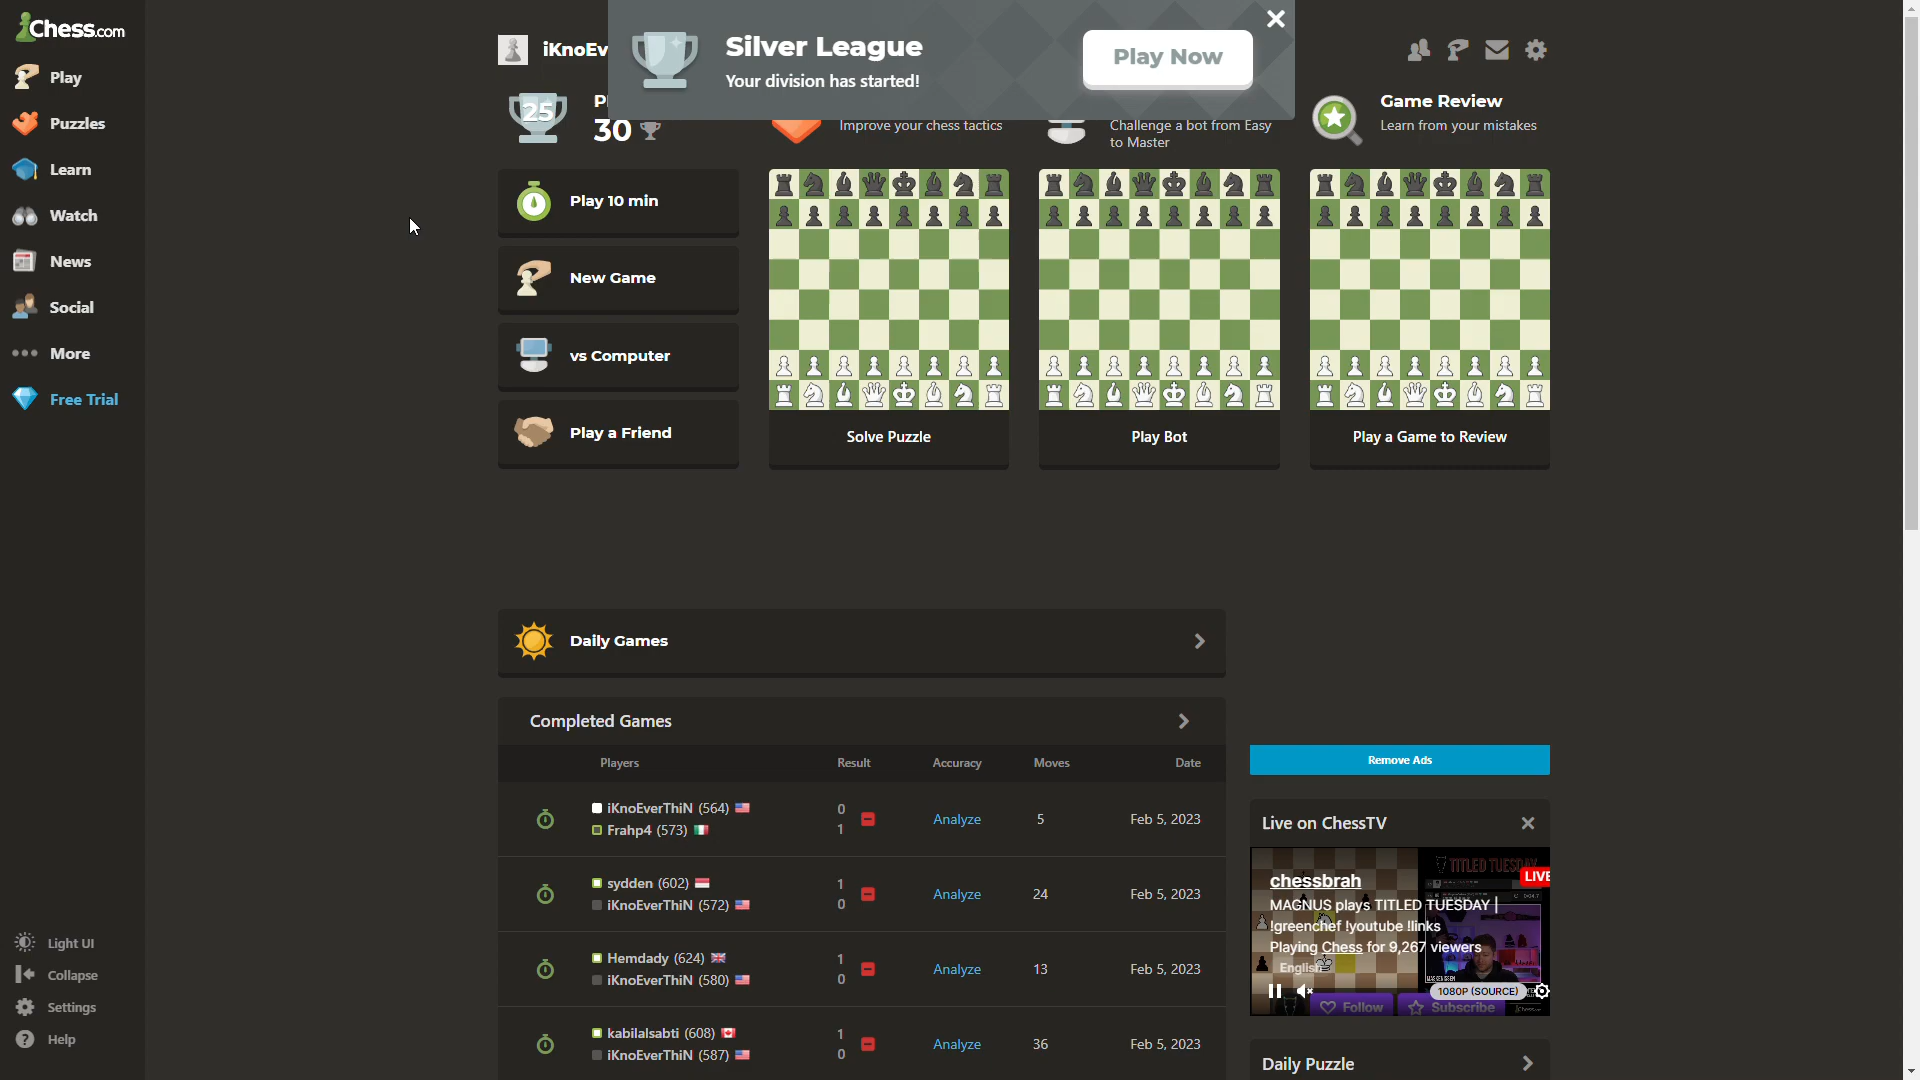 Chess.com
Play
Puzzles
Learn
Watch
News
Social
More
Free Trial
Light UI
Collapse
Settings
Help
iKnoEv
Silver League
Your division has started!
Play Now
25
30
Improve your chess tactics
Challenge a bot from Easy
to Master
Game Review
Learn from your mistakes
Play 10 min
New Game
vs Computer
Play a Friend
Solve Puzzle
Play Bot
Play a Game to Review
Daily Games
Completed Games
Players Result Accuracy Moves Date
iKnoEverThiN (564) 0
Frahp4 (573) 1
Analyze 5 Feb 5, 2023
sydden (602) 1
iKnoEverThiN (572) 0
Analyze 24 Feb 5, 2023
Hemdady (624) 1
iKnoEverThiN (580) 0
Analyze 13 Feb 5, 2023
kabilalsabti (608) 1
iKnoEverThiN (587) 0
Analyze 36 Feb 5, 2023
Remove Ads
Live on ChessTV
TITLED TUESDAY
LIVE
chessbrah
MAGNUS plays TITLED TUESDAY |
!greenchef !youtube !links
Playing Chess for 9,267 viewers
English
1080P (SOURCE)
Follow
Subscribe
Daily Puzzle